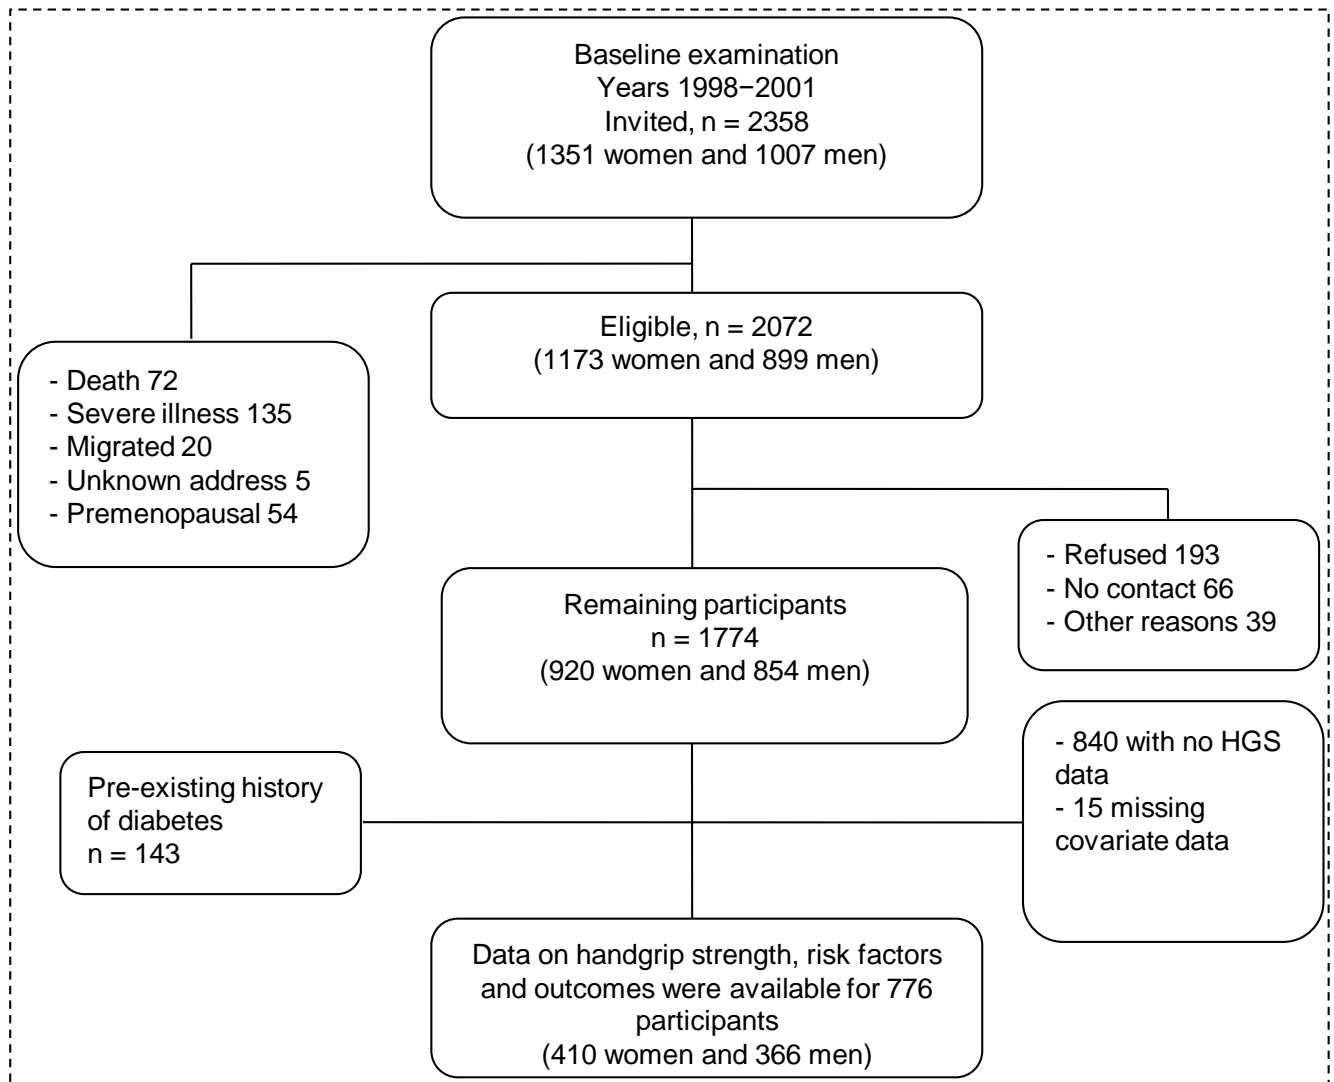 Baseline examination
Years 1998−2001
Invited, n = 2358
(1351 women and 1007 men)
Eligible, n = 2072
(1173 women and 899 men)
- Death 72
- Severe illness 135
- Migrated 20
- Unknown address 5
- Premenopausal 54
- Refused 193
- No contact 66
- Other reasons 39
Remaining participants
n = 1774
(920 women and 854 men)
Pre-existing history
of diabetes
n = 143
- 840 with no HGS
data
- 15 missing
covariate data
Data on handgrip strength, risk factors
and outcomes were available for 776
participants
(410 women and 366 men)